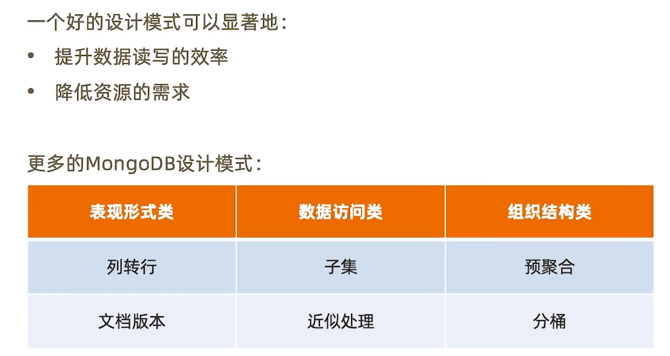 一个好的设计模式可以显著地：
• 提升数据读写的效率
• 降低资源的需求
更多的MongoDB设计模式：
表现形式类 数据访问类 组织结构类
列转行 子集 预聚合
文档版本 近似处理 分桶